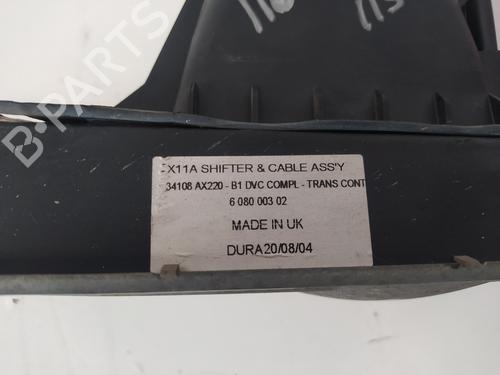 B-PARTS
X11A SHIFTER & CABLE ASS'Y
34108 AX220 - B1 DVC COMPL - TRANS CONT
6 080 003 02
MADE IN UK
DURA20/08/04